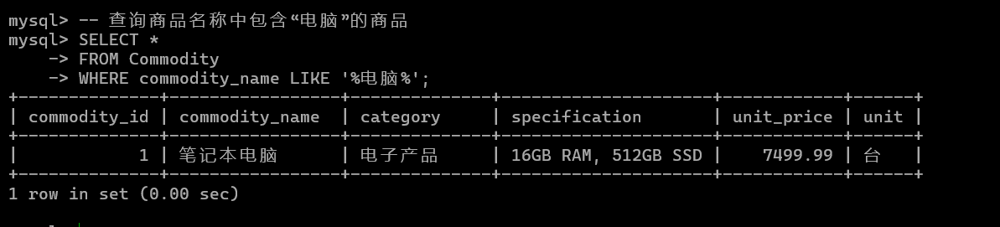 mysql> -- 查询商品名称中包含“电脑”的商品
mysql> SELECT *
    -> FROM Commodity
    -> WHERE commodity_name LIKE '%电脑%';
+--------------+----------------+--------------+---------------------+------------+------+
| commodity_id | commodity_name | category     | specification       | unit_price | unit |
+--------------+----------------+--------------+---------------------+------------+------+
|            1 | 笔记本电脑     | 电子产品     | 16GB RAM, 512GB SSD |    7499.99 | 台   |
+--------------+----------------+--------------+---------------------+------------+------+
1 row in set (0.00 sec)